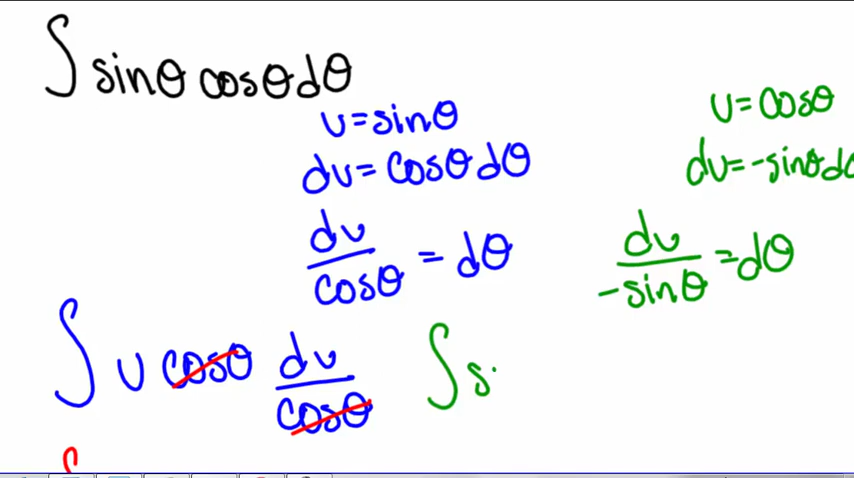 ∫ sinθ cosθ dθ
u = sinθ
du = cosθ dθ
du/cosθ = dθ
∫ u cosθ du/cosθ
u = cosθ
du = -sinθ dθ
du/-sinθ = dθ
∫ s
∫